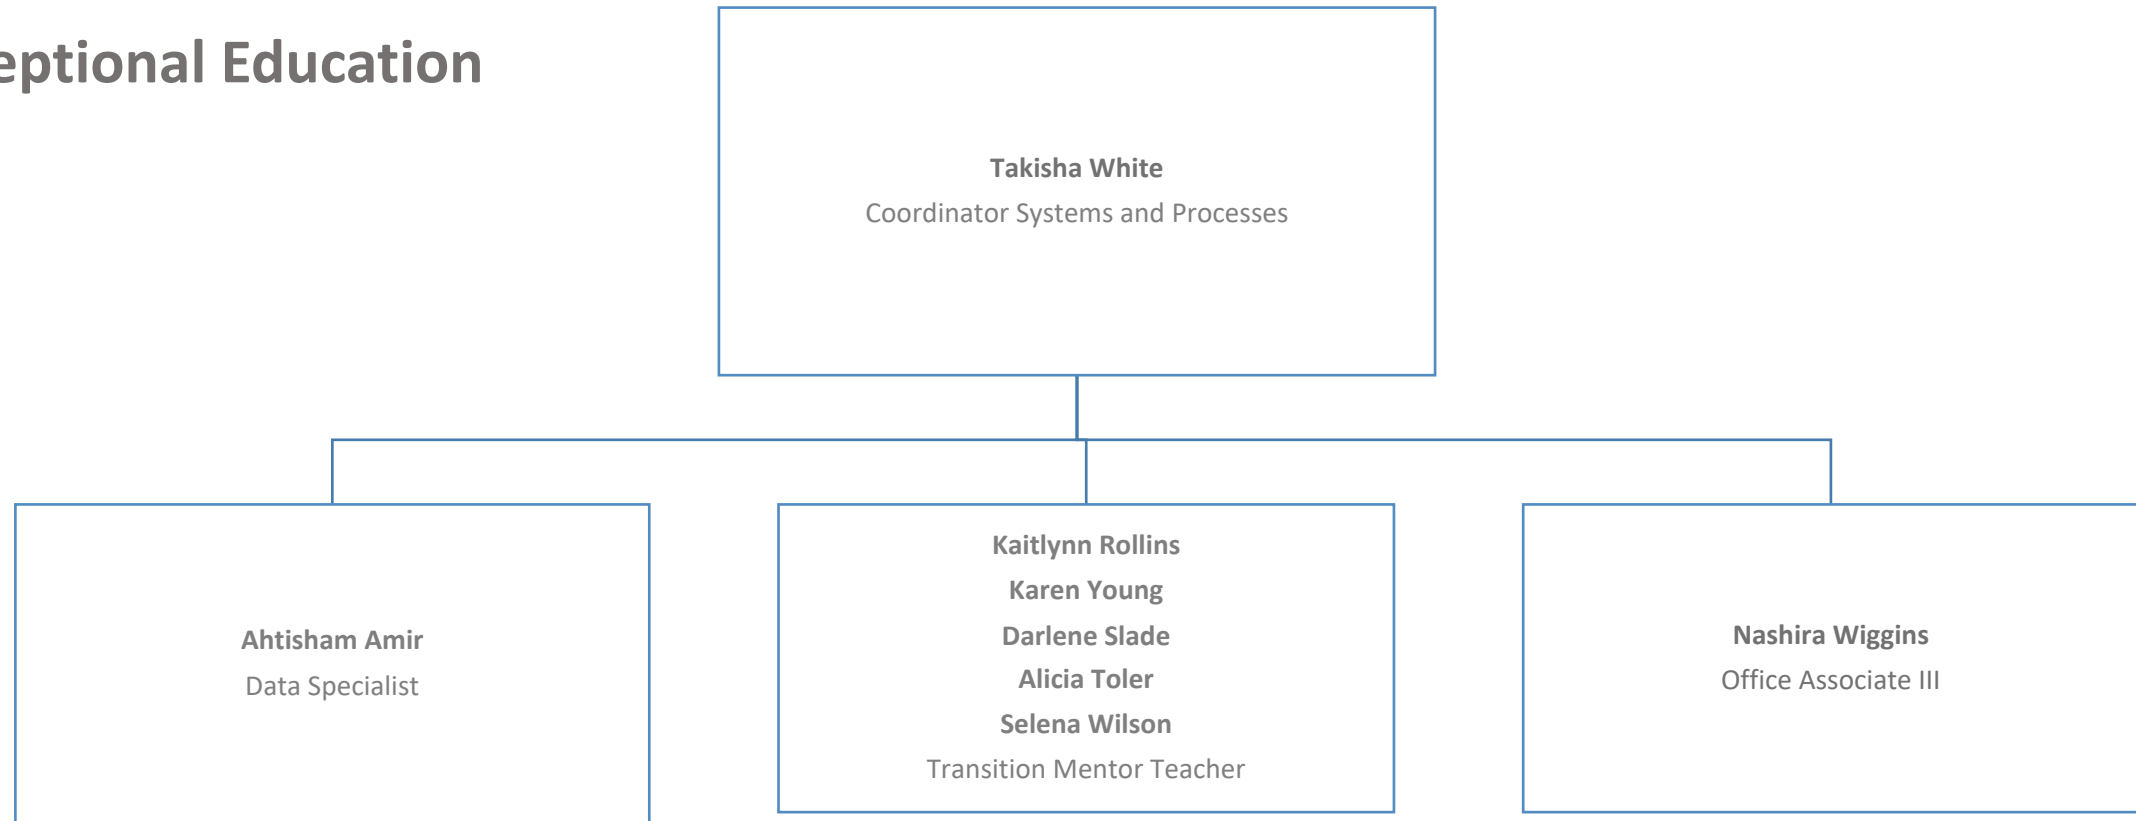 eptional Education
Takisha White
Coordinator Systems and Processes
Ahtisham Amir
Data Specialist
Kaitlynn Rollins
Karen Young
Darlene Slade
Alicia Toler
Selena Wilson
Transition Mentor Teacher
Nashira Wiggins
Office Associate III